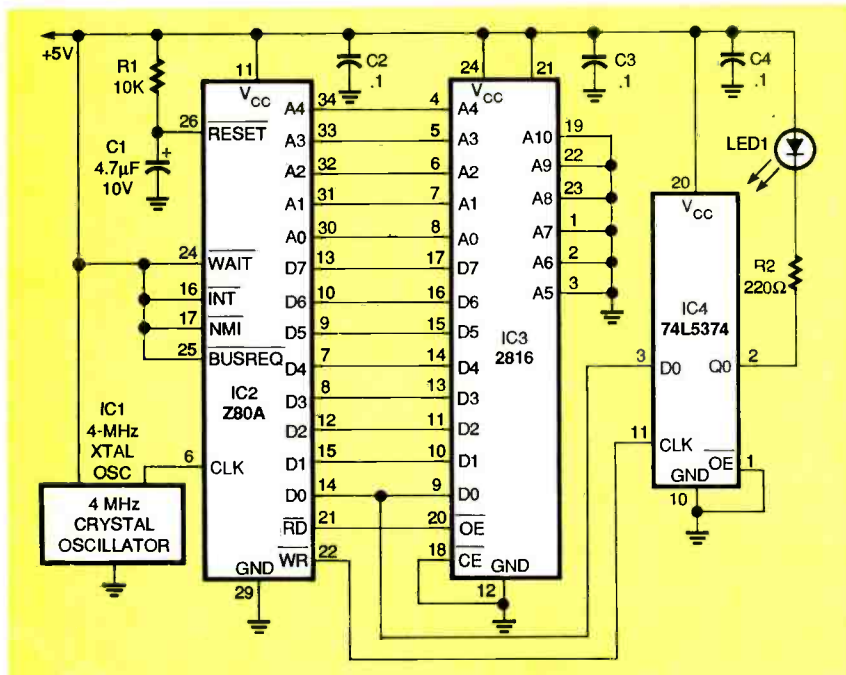 +5V
R1
10K
C1
4.7µF
10V
+
C2
.1
C3
.1
C4
.1
LED1
R2
220Ω
11
VCC
26
RESET
24
WAIT
16
INT
17
NMI
25
BUSREQ
IC2
Z80A
6
CLK
GND
29
A4 34
A3 33
A2 32
A1 31
A0 30
D7 13
D6 10
D5 9
D4 7
D3 8
D2 12
D1 15
D0 14
RD 21
WR 22
IC1
4-MHz
XTAL
OSC
4 MHz
CRYSTAL
OSCILLATOR
24
VCC
21
4 A4
5 A3
6 A2
7 A1
8 A0
17 D7
16 D6
15 D5
14 D4
13 D3
11 D2
10 D1
9 D0
20 OE
18 CE
GND
12
IC3
2816
A10 19
A9 22
A8 23
A7 1
A6 2
A5 3
20
VCC
IC4
74L5374
3 D0
Q0 2
11 CLK
OE 1
GND
10